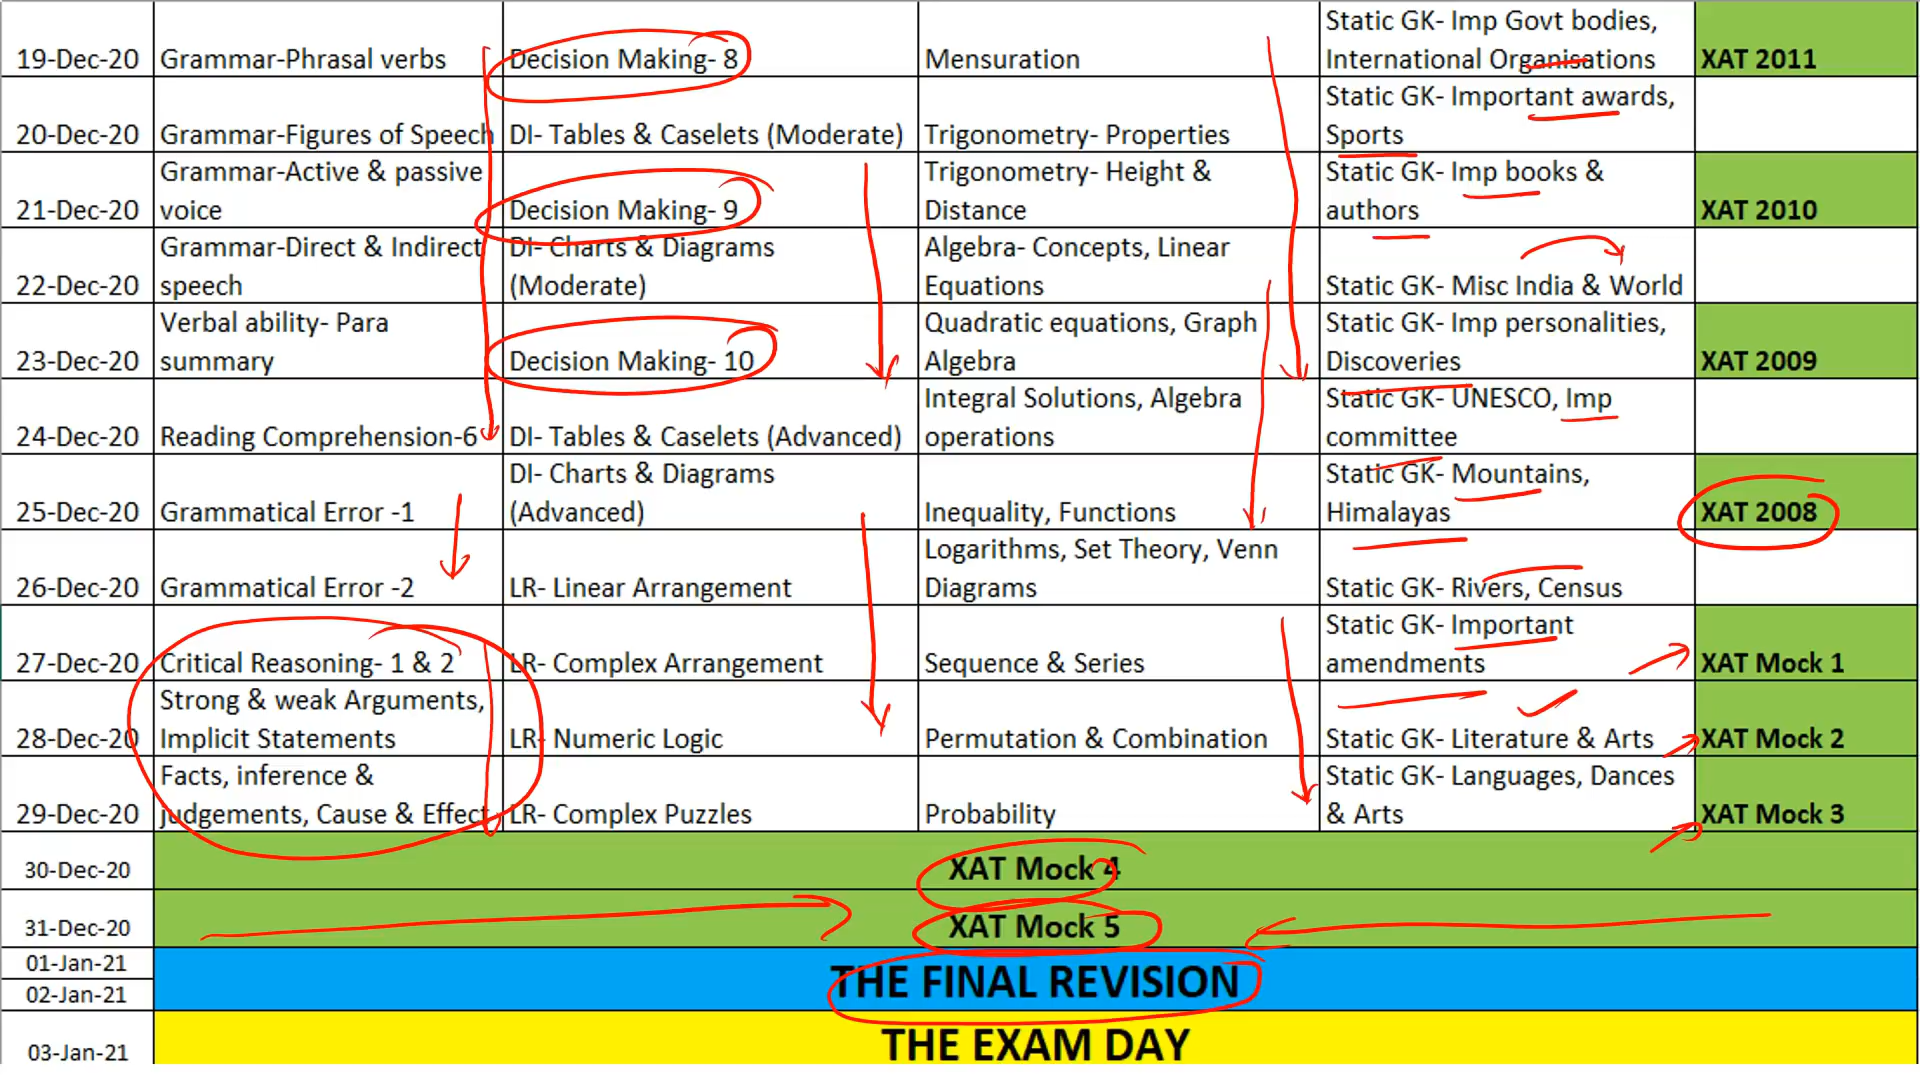 Static GK- Imp Govt bodies,
19-Dec-20 Grammar-Phrasal verbs Decision Making- 8 Mensuration International Organisations XAT 2011
Static GK- Important awards,
20-Dec-20 Grammar-Figures of Speech DI- Tables & Caselets (Moderate) Trigonometry- Properties Sports
Grammar-Active & passive Trigonometry- Height & Static GK- Imp books &
21-Dec-20 voice Decision Making- 9 Distance authors XAT 2010
Grammar-Direct & Indirect DI- Charts & Diagrams Algebra- Concepts, Linear
22-Dec-20 speech (Moderate) Equations Static GK- Misc India & World
Verbal ability- Para Quadratic equations, Graph Static GK- Imp personalities,
23-Dec-20 summary Decision Making- 10 Algebra Discoveries XAT 2009
Integral Solutions, Algebra Static GK- UNESCO, Imp
24-Dec-20 Reading Comprehension-6 DI- Tables & Caselets (Advanced) operations committee
DI- Charts & Diagrams Static GK- Mountains,
25-Dec-20 Grammatical Error -1 (Advanced) Inequality, Functions Himalayas XAT 2008
Logarithms, Set Theory, Venn
26-Dec-20 Grammatical Error -2 LR- Linear Arrangement Diagrams Static GK- Rivers, Census
Static GK- Important
27-Dec-20 Critical Reasoning- 1 & 2 LR- Complex Arrangement Sequence & Series amendments XAT Mock 1
Strong & weak Arguments,
28-Dec-20 Implicit Statements LR- Numeric Logic Permutation & Combination Static GK- Literature & Arts XAT Mock 2
Facts, inference & Static GK- Languages, Dances
29-Dec-20 judgements, Cause & Effect LR- Complex Puzzles Probability & Arts XAT Mock 3
30-Dec-20 XAT Mock 4
31-Dec-20 XAT Mock 5
01-Jan-21
THE FINAL REVISION
02-Jan-21
03-Jan-21 THE EXAM DAY